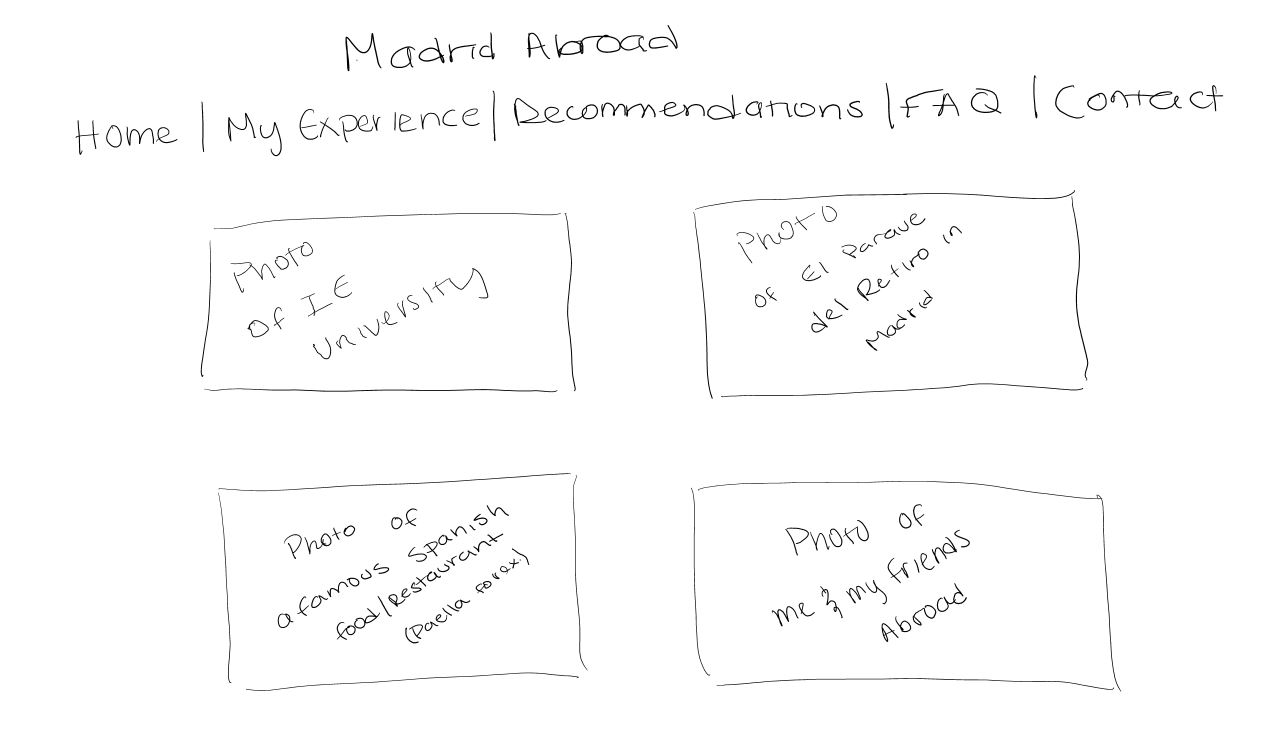 Madrid Abroad
Home | My Experience | Recommendations | FAQ | Contact
Photo
of IE
University
Photo
of El Parque
del Retiro in
Madrid
Photo of
a famous Spanish
food/Restaurant
(Paella for ex.)
Photo of
me & my friends
Abroad